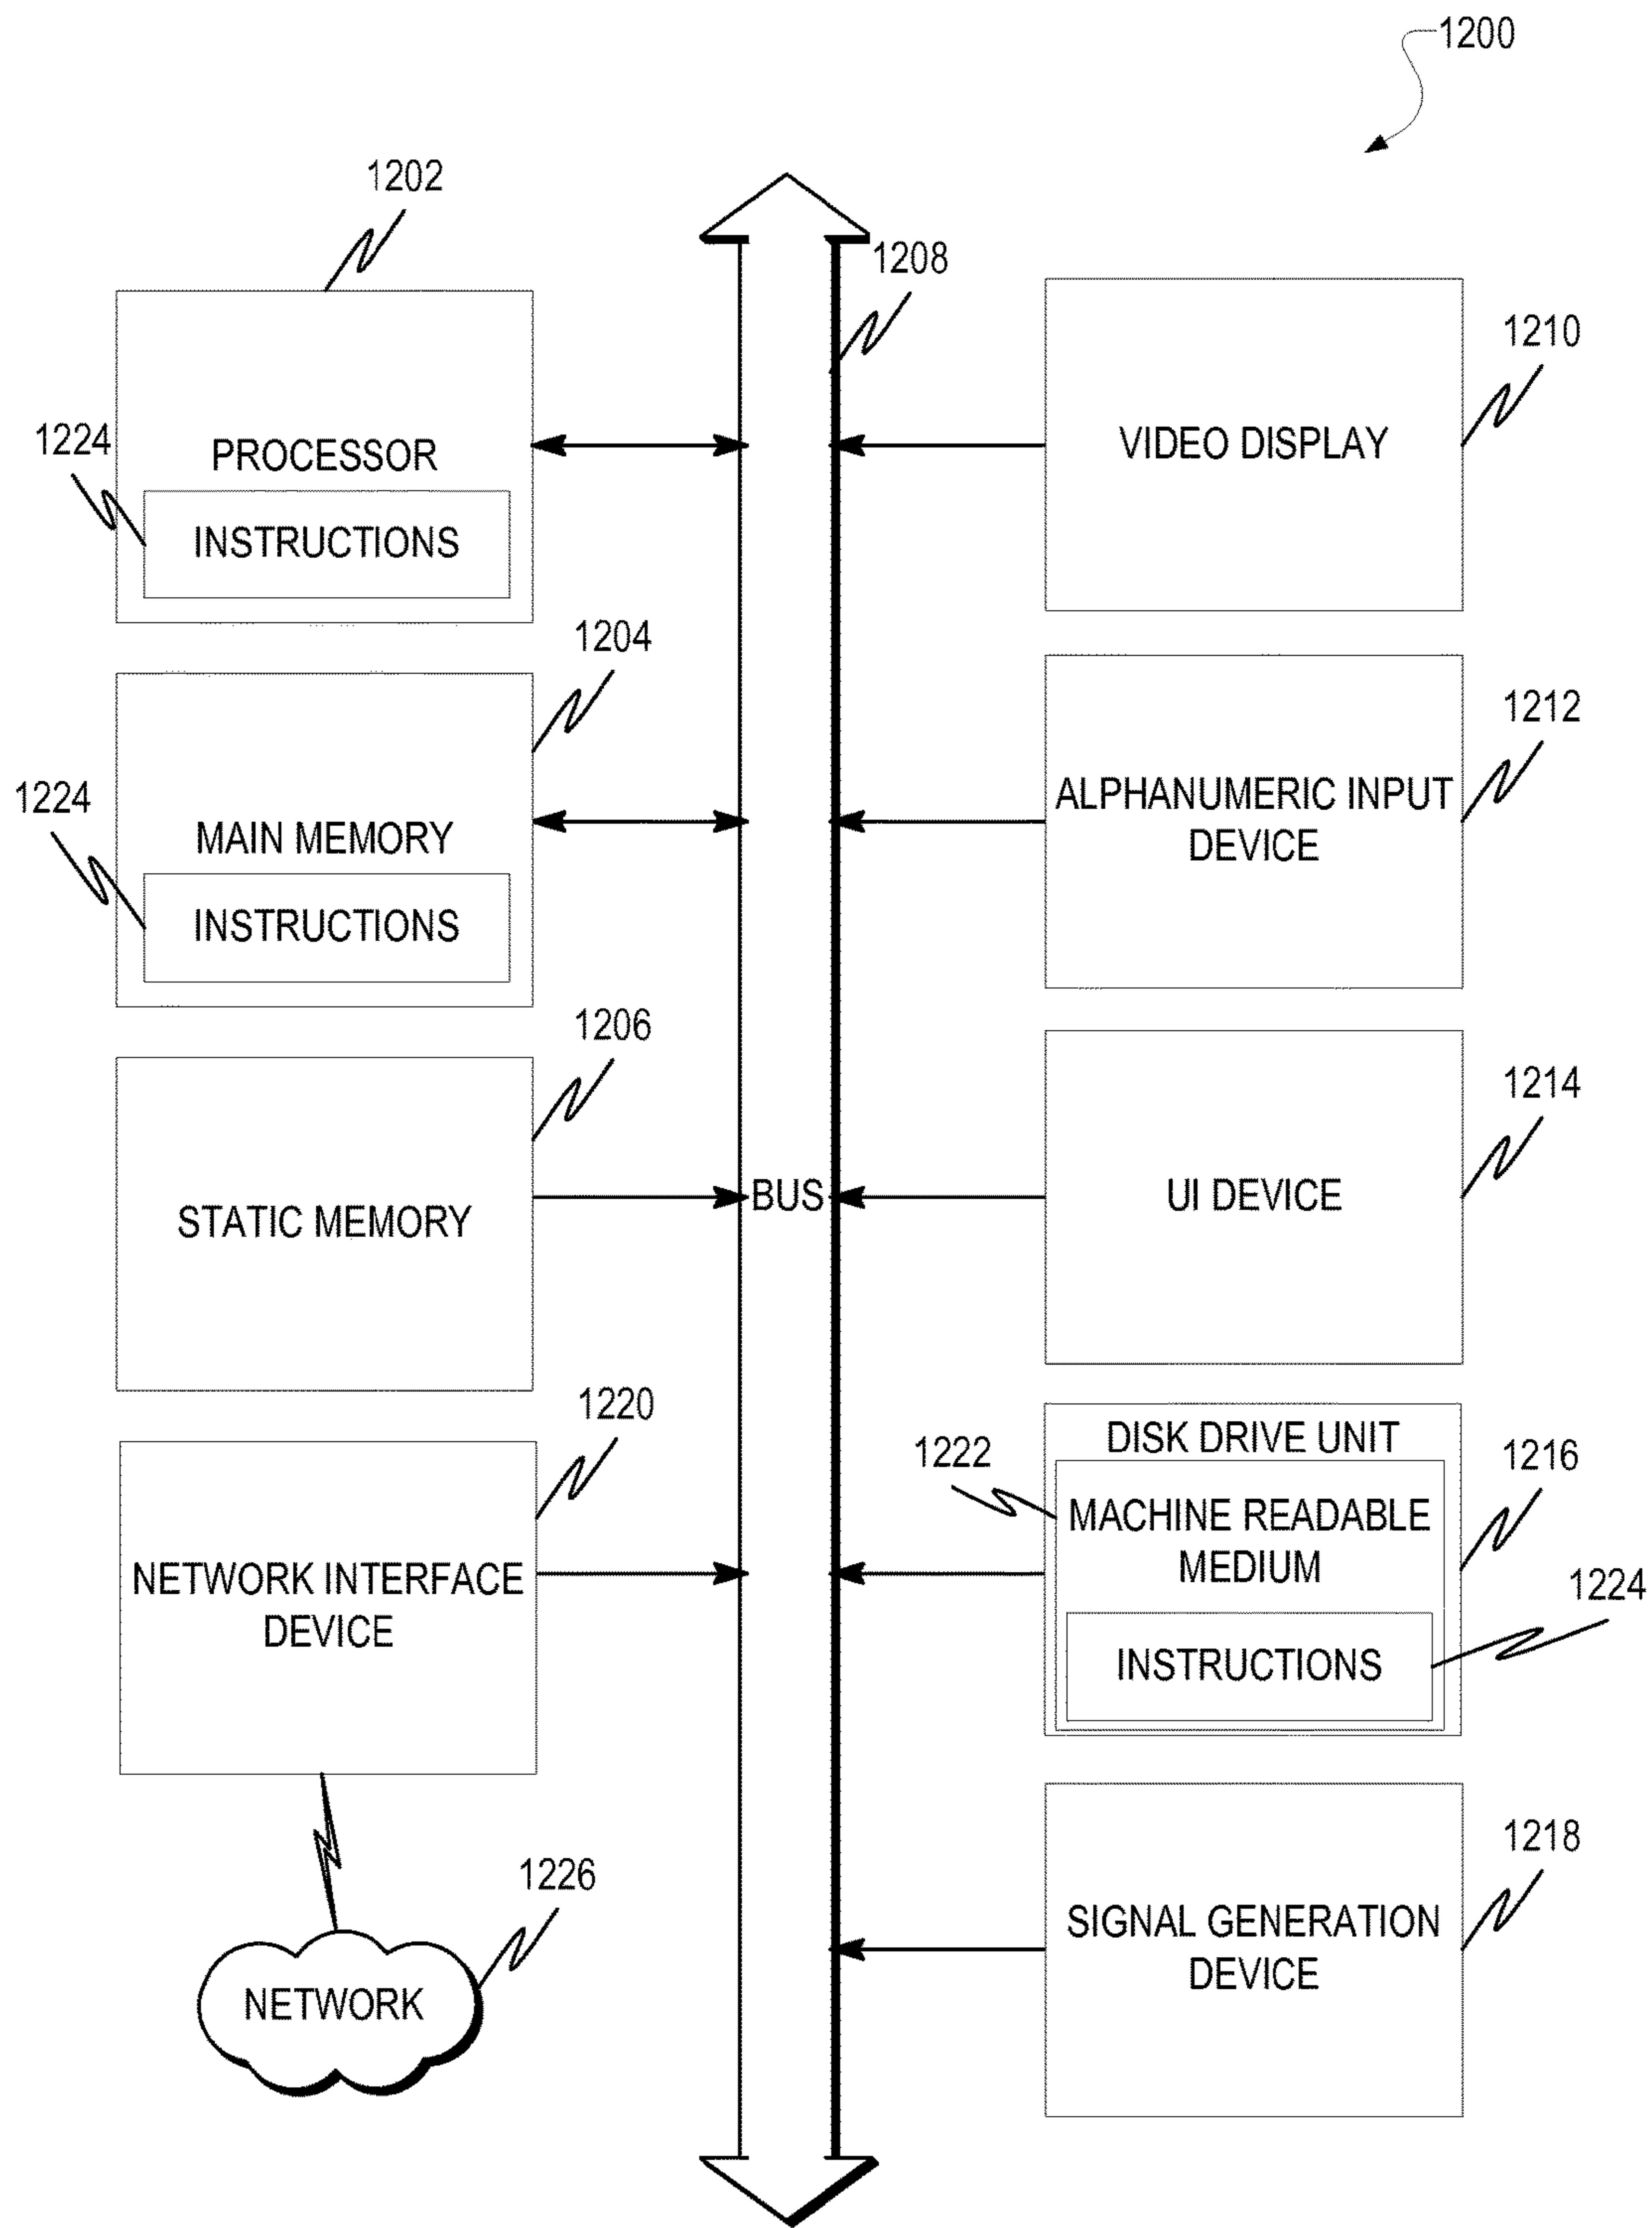 1200
1202
1208
1210
1224
PROCESSOR
VIDEO DISPLAY
INSTRUCTIONS
1204
1212
1224
MAIN MEMORY
ALPHANUMERIC INPUT
DEVICE
INSTRUCTIONS
1206
1214
STATIC MEMORY
BUS
UI DEVICE
1220
1222
DISK DRIVE UNIT
1216
MACHINE READABLE
MEDIUM
1224
NETWORK INTERFACE
DEVICE
INSTRUCTIONS
1226
1218
NETWORK
SIGNAL GENERATION
DEVICE